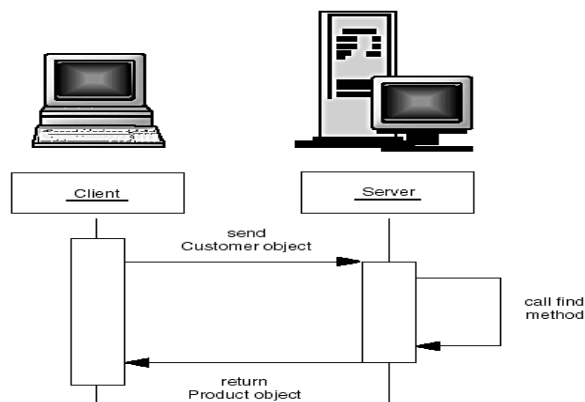 Client
Server
send
Customer object
call find
method
return
Product object